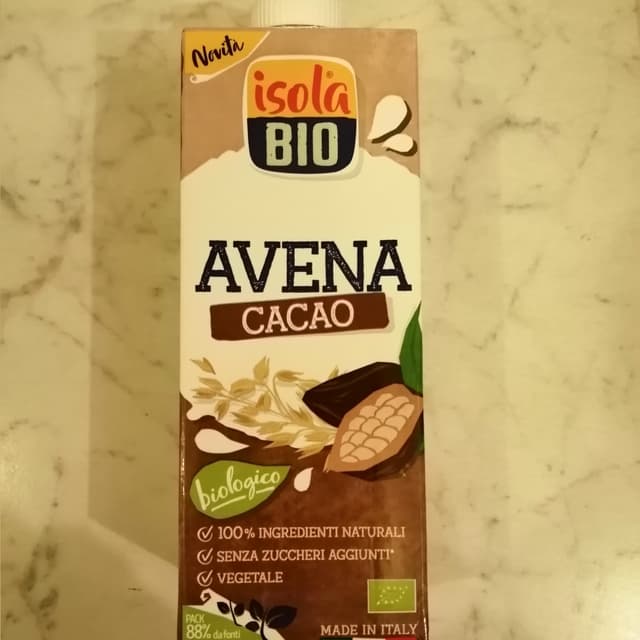 Novità
isola
BIO
AVENA
CACAO
biologico
100% INGREDIENTI NATURALI
SENZA ZUCCHERI AGGIUNTI*
VEGETALE
PACK
88% da fonti
MADE IN ITALY